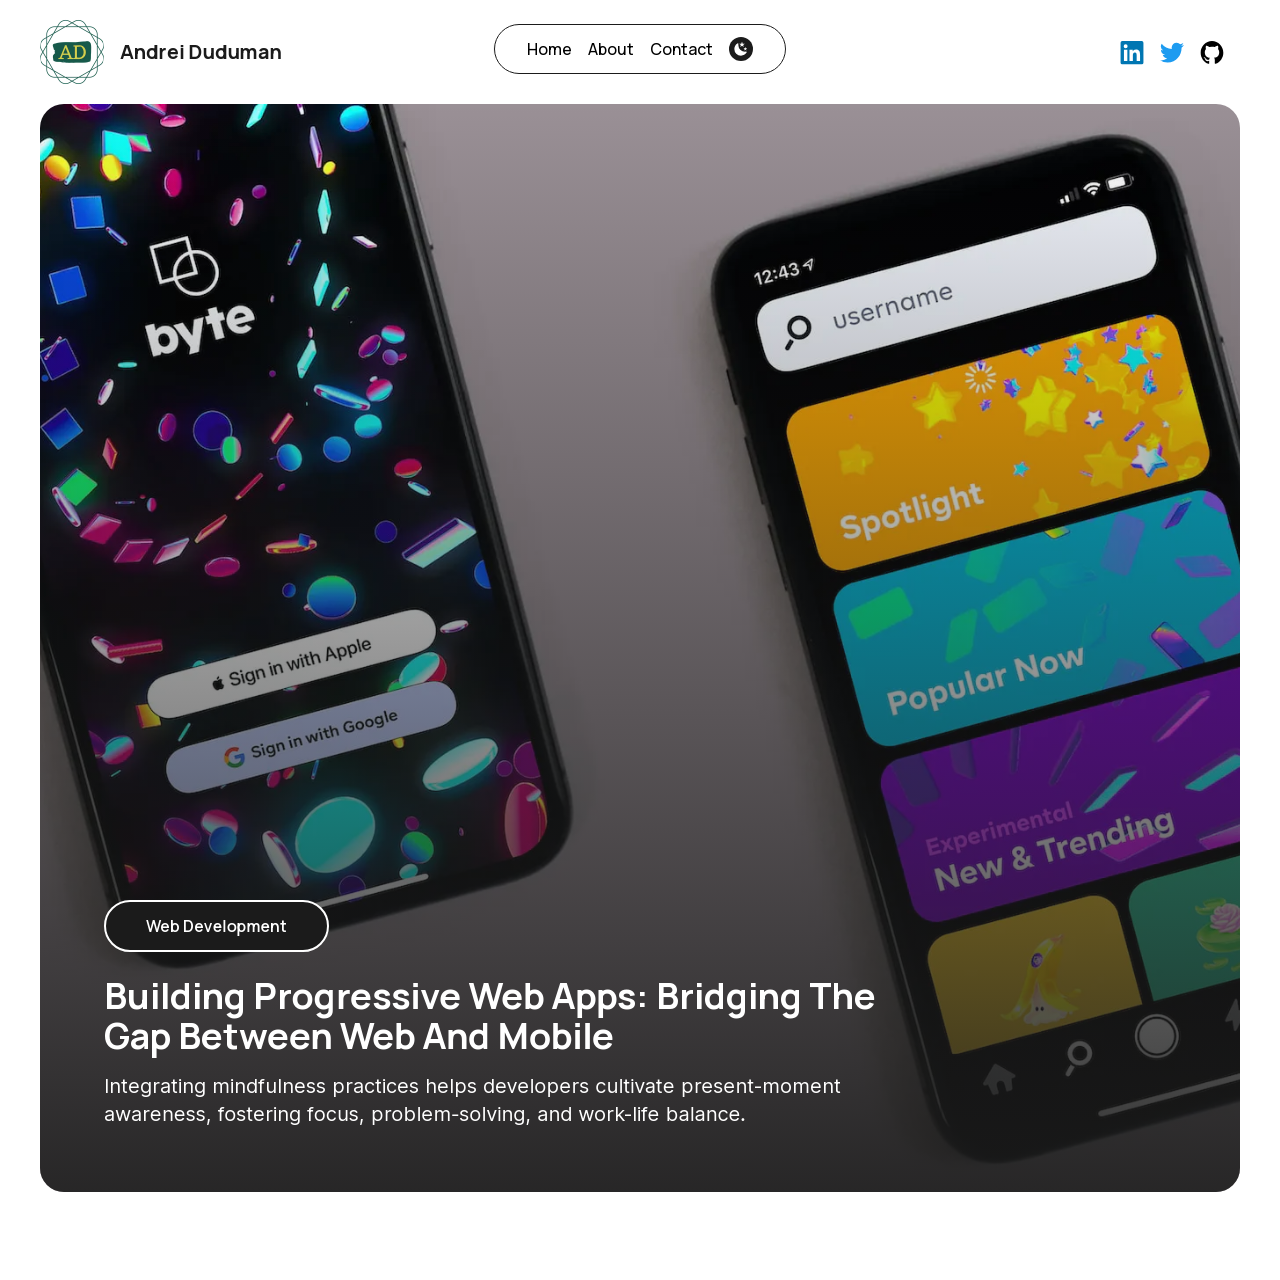 AD
Andrei Duduman
Home About Contact
byte
Sign in with Apple
Sign in with Google
12:43
username
Spotlight
Popular Now
Experimental
New & Trending
Web Development
Building Progressive Web Apps: Bridging The
Gap Between Web And Mobile
Integrating mindfulness practices helps developers cultivate present-moment
awareness, fostering focus, problem-solving, and work-life balance.